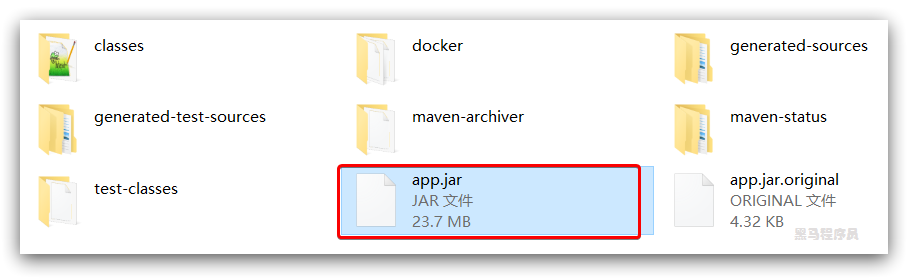 classes
docker
generated-sources
generated-test-sources
maven-archiver
maven-status
test-classes
app.jar
JAR 文件
23.7 MB
app.jar.original
ORIGINAL 文件
4.32 KB
黑马程序员